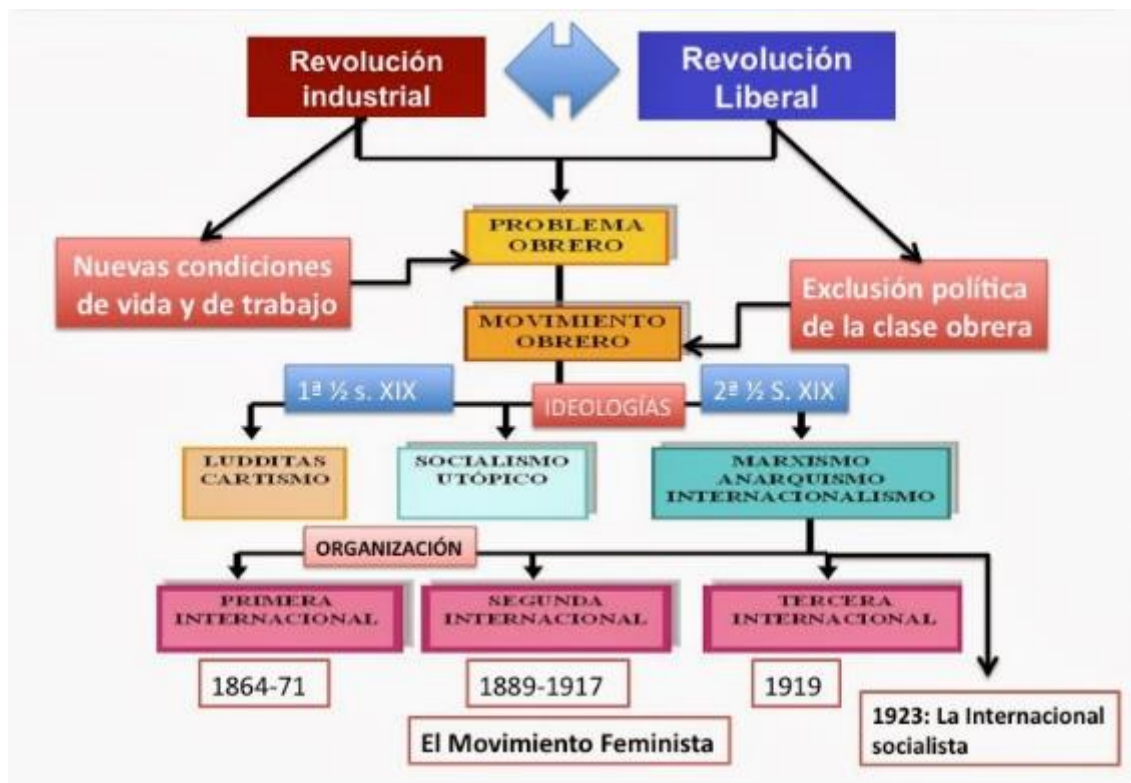 Revolución
industrial
Revolución
Liberal
PROBLEMA
OBRERO
Nuevas condiciones
de vida y de trabajo
Exclusión política
de la clase obrera
MOVIMIENTO
OBRERO
1ª ½ s. XIX
IDEOLOGÍAS
2ª ½ S. XIX
LUDDITAS
CARTISMO
SOCIALISMO
UTÓPICO
MARXISMO
ANARQUISMO
INTERNACIONALISMO
ORGANIZACIÓN
PRIMERA
INTERNACIONAL
SEGUNDA
INTERNACIONAL
TERCERA
INTERNACIONAL
1864-71
1889-1917
1919
1923: La Internacional
socialista
El Movimiento Feminista